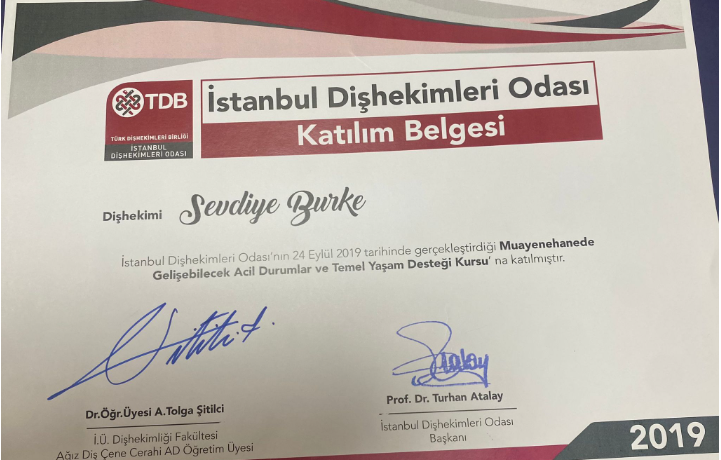 TDB
TÜRK DİŞHEKİMLERİ BİRLİĞİ
İSTANBUL
DİŞHEKİMLERİ ODASI
İstanbul Dişhekimleri Odası
Katılım Belgesi
Dişhekimi Sevdiye Burke
İstanbul Dişhekimleri Odası'nın 24 Eylül 2019 tarihinde gerçekleştirdiği Muayenehanede
Gelişebilecek Acil Durumlar ve Temel Yaşam Desteği Kursu' na katılmıştır.
Dr.Öğr.Üyesi A.Tolga Şitilci
İ.Ü. Dişhekimliği Fakültesi
Ağız Diş Çene Cerahi AD Öğretim Üyesi
Prof. Dr. Turhan Atalay
İstanbul Dişhekimleri Odası
Başkanı
2019